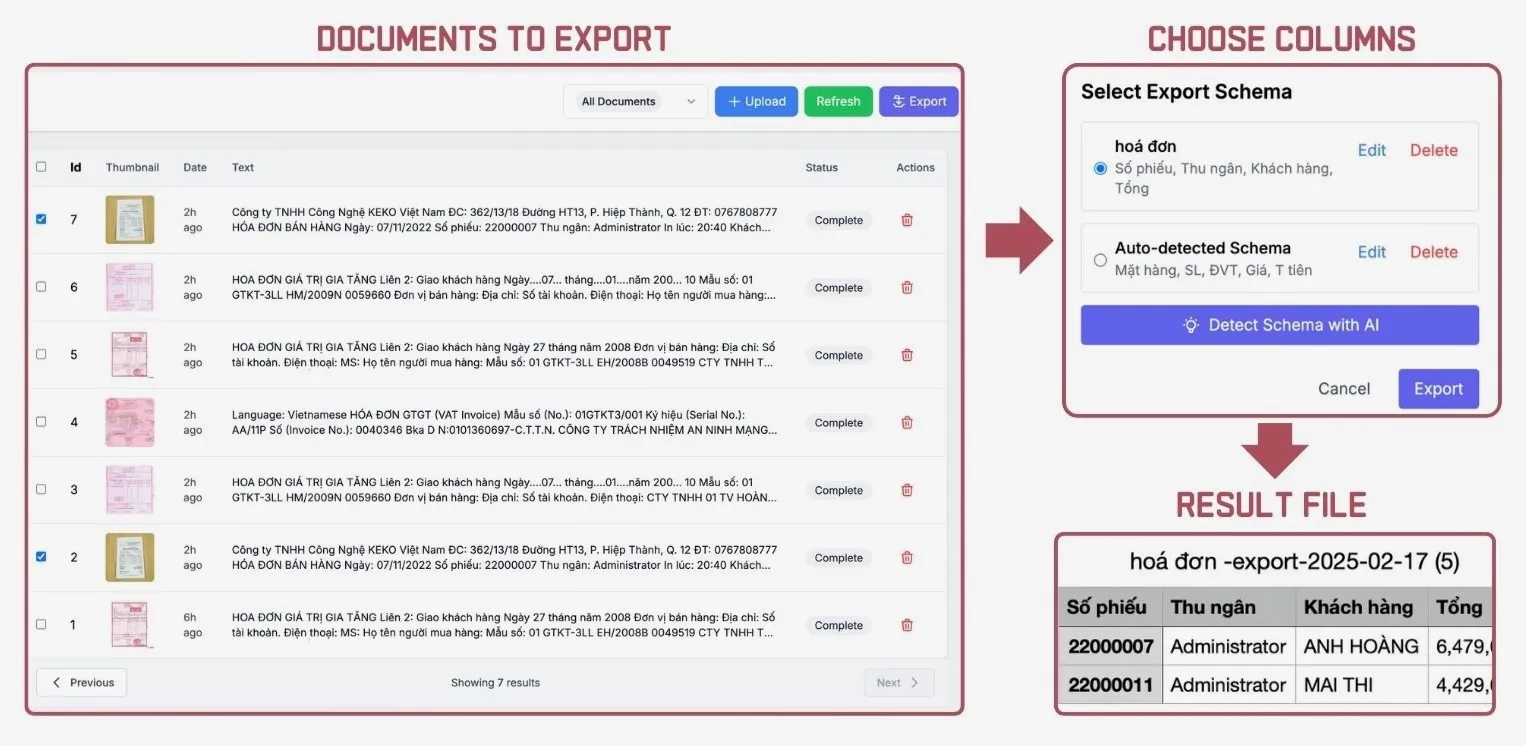 DOCUMENTS TO EXPORT
All Documents
+ Upload
Refresh
Export
Id
Thumbnail
Date
Text
Status
Actions
7
2h
ago
Công ty TNHH Công Nghệ KEKO Việt Nam ĐC: 362/13/18 Đường HT13, P. Hiệp Thành, Q. 12 ĐT: 0767808777
HÓA ĐƠN BÁN HÀNG Ngày: 07/11/2022 Số phiếu: 22000007 Thu ngân: Administrator In lúc: 20:40 Khách...
Complete
6
2h
ago
HOA ĐƠN GIÁ TRỊ GIA TĂNG Liên 2: Giao khách hàng Ngày....07... tháng....01....năm 200... 10 Mẫu số: 01
GTKT-3LL HM/2009N 0059660 Đơn vị bán hàng: Địa chỉ: Số tài khoản. Điện thoại: Họ tên người mua hàng:...
Complete
5
2h
ago
HOA ĐƠN GIÁ TRỊ GIA TĂNG Liên 2: Giao khách hàng Ngày 27 tháng năm 2008 Đơn vị bán hàng: Địa chỉ: Số
tài khoản. Điện thoại: MS: Họ tên người mua hàng: Mẫu số: 01 GTKT-3LL EH/2008B 0049519 CTY TNHH T...
Complete
4
2h
ago
Language: Vietnamese HÓA ĐƠN GTGT (VAT Invoice) Mẫu số (No.): 01GTKT3/001 Ký hiệu (Serial No.):
AA/11P Số (Invoice No.): 0040346 Bka D N:0101360697-C.T.T.N. CÔNG TY TRÁCH NHIỆM AN NINH MẠNG...
Complete
3
2h
ago
HOA ĐƠN GIÁ TRỊ GIA TĂNG Liên 2: Giao khách hàng Ngày....07... tháng....01....năm 200... 10 Mẫu số: 01
GTKT-3LL HM/2009N 0059660 Đơn vị bán hàng: Địa chỉ: Số tài khoản. Điện thoại: CTY TNHH 01 TV HOÀN...
Complete
2
2h
ago
Công ty TNHH Công Nghệ KEKO Việt Nam ĐC: 362/13/18 Đường HT13, P. Hiệp Thành, Q. 12 ĐT: 0767808777
HÓA ĐƠN BÁN HÀNG Ngày: 07/11/2022 Số phiếu: 22000007 Thu ngân: Administrator In lúc: 20:40 Khách...
Complete
1
6h
ago
HOA ĐƠN GIÁ TRỊ GIA TĂNG Liên 2: Giao khách hàng Ngày 27 tháng năm 2008 Đơn vị bán hàng: Địa chỉ: Số
tài khoản. Điện thoại: MS: Họ tên người mua hàng: Mẫu số: 01 GTKT-3LL EH/2008B 0049519 CTY TNHH T...
Complete
Previous
Showing 7 results
Next
CHOOSE COLUMNS
Select Export Schema
hoá đơn
Edit
Delete
Số phiếu, Thu ngân, Khách hàng,
Tổng
Auto-detected Schema
Edit
Delete
Mặt hàng, SL, ĐVT, Giá, T tiên
Detect Schema with AI
Cancel
Export
RESULT FILE
hoá đơn -export-2025-02-17 (5)
Số phiếu Thu ngân Khách hàng Tổng
22000007 Administrator ANH HOÀNG 6,479,
22000011 Administrator MAI THI 4,429,